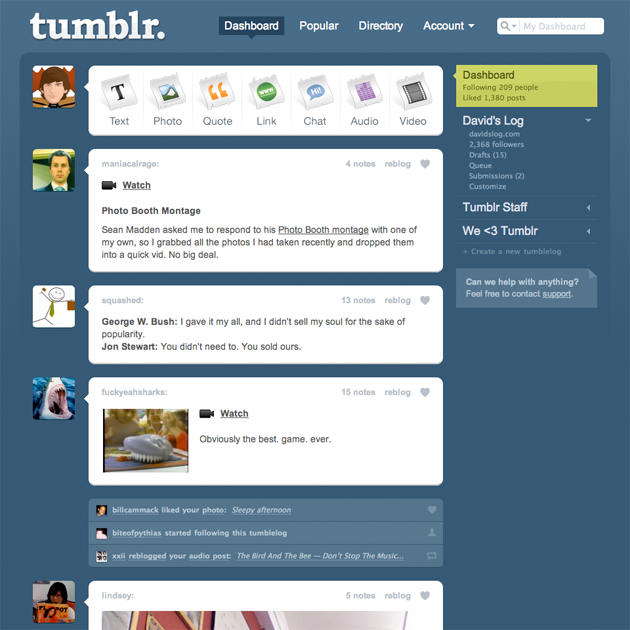 tumblr.
Dashboard Popular Directory Account My Dashboard
T
www
Hi!
Text Photo Quote Link Chat Audio Video
maniacalrage: 4 notes reblog
Watch
Photo Booth Montage
Sean Madden asked me to respond to his Photo Booth montage with one of
my own, so I grabbed all the photos I had taken recently and dropped them
into a quick vid. No big deal.
squashed: 13 notes reblog
George W. Bush: I gave it my all, and I didn't sell my soul for the sake of
popularity.
Jon Stewart: You didn't need to. You sold ours.
fuckyeahsharks: 15 notes reblog
Watch
Obviously the best. game. ever.
billcammack liked your photo: Sleepy afternoon
biteofpythias started following this tumblelog
xxii reblogged your audio post: The Bird And The Bee — Don't Stop The Music...
lindsey: 5 notes reblog
Dashboard
Following 209 people
Liked 1,380 posts
David's Log
davidslog.com
2,368 followers
Drafts (15)
Queue
Submissions (2)
Customize
Tumblr Staff
We <3 Tumblr
+ Create a new tumblelog
Can we help with anything?
Feel free to contact support.